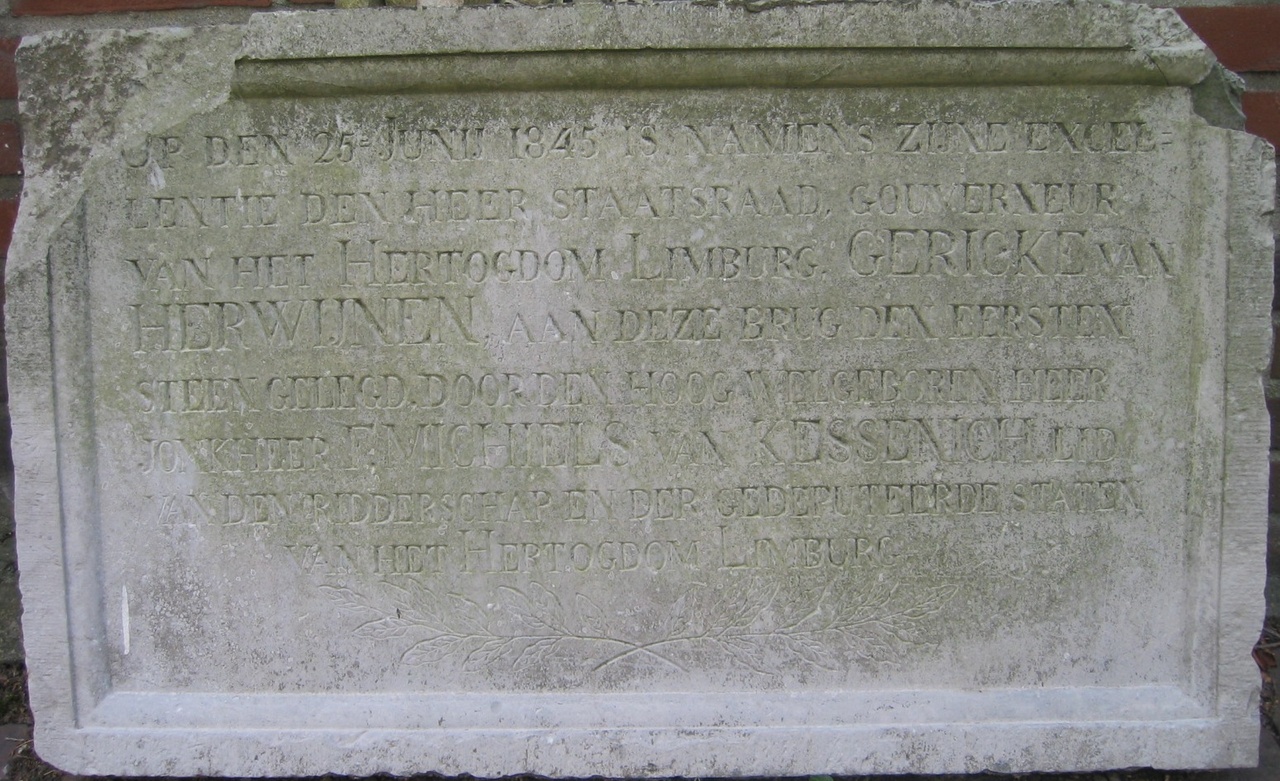 OP DEN 25= JUNIJ 1845 IS, NAMENS ZIJNE EXCEL-
LENTIE DEN HEER STAATSRAAD, GOUVERNEUR
VAN HET HERTOGDOM LIMBURG, GERICKE VAN
HERWIJNEN, AAN DEZE BRUG DEN EERSTEN
STEEN GELEGD, DOOR DEN HOOG WELGEBOREN HEER
JONKHEER F. MICHIELS VAN KESSENICH, LID
VAN DEN RIDDERSCHAP EN DER GEDEPUTEERDE STATEN
VAN HET HERTOGDOM LIMBURG